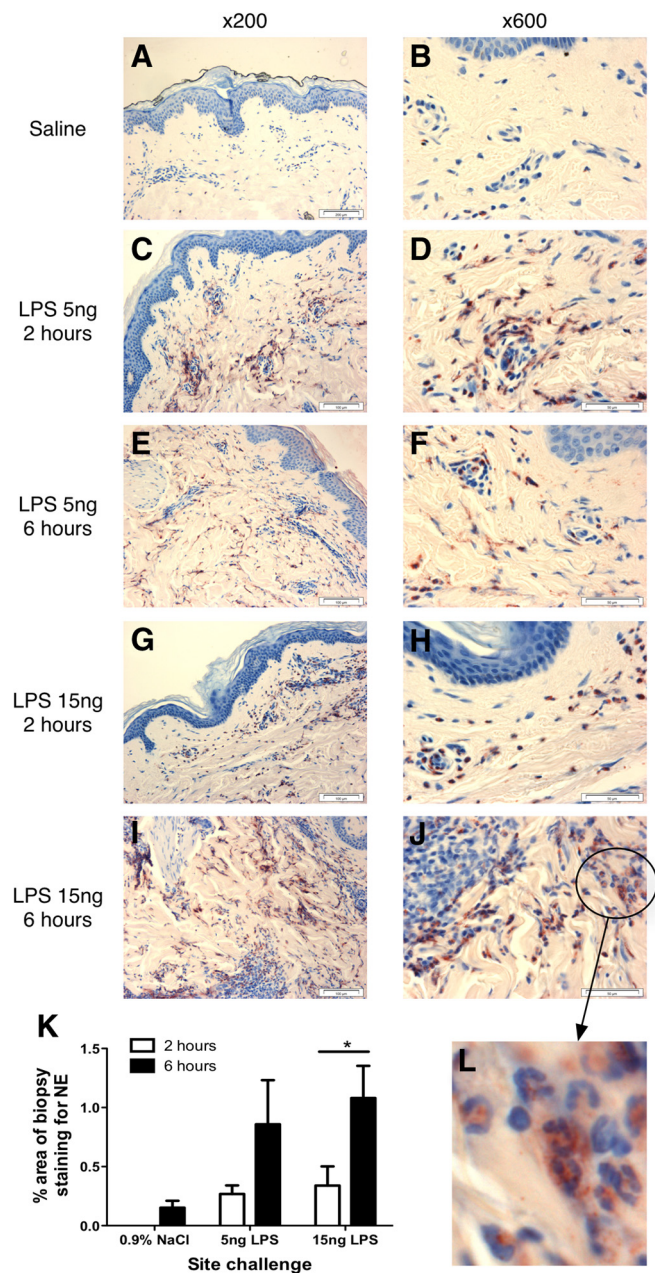 x200
x600
A
B
Saline
C
D
LPS 5ng
2 hours
E
F
LPS 5ng
6 hours
G
H
LPS 15ng
2 hours
I
J
LPS 15ng
6 hours
K
L
% area of biopsy
staining for NE
1.5
1.0
0.5
0.0
2 hours
6 hours
*
0.9% NaCl
5ng LPS
15ng LPS
Site challenge